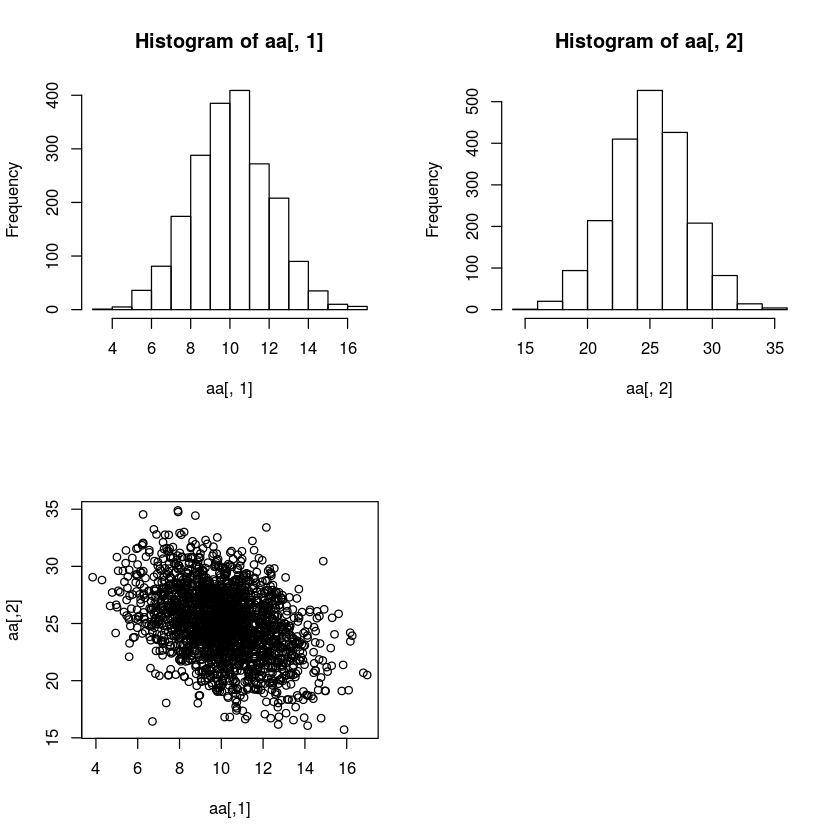 Histogram of aa[, 1]
Frequency
400
300
200
100
0
4 6 8 10 12 14 16
aa[, 1]
Histogram of aa[, 2]
Frequency
500
400
300
200
100
0
15 20 25 30 35
aa[, 2]
aa[,2]
35
30
25
20
15
4 6 8 10 12 14 16
aa[,1]